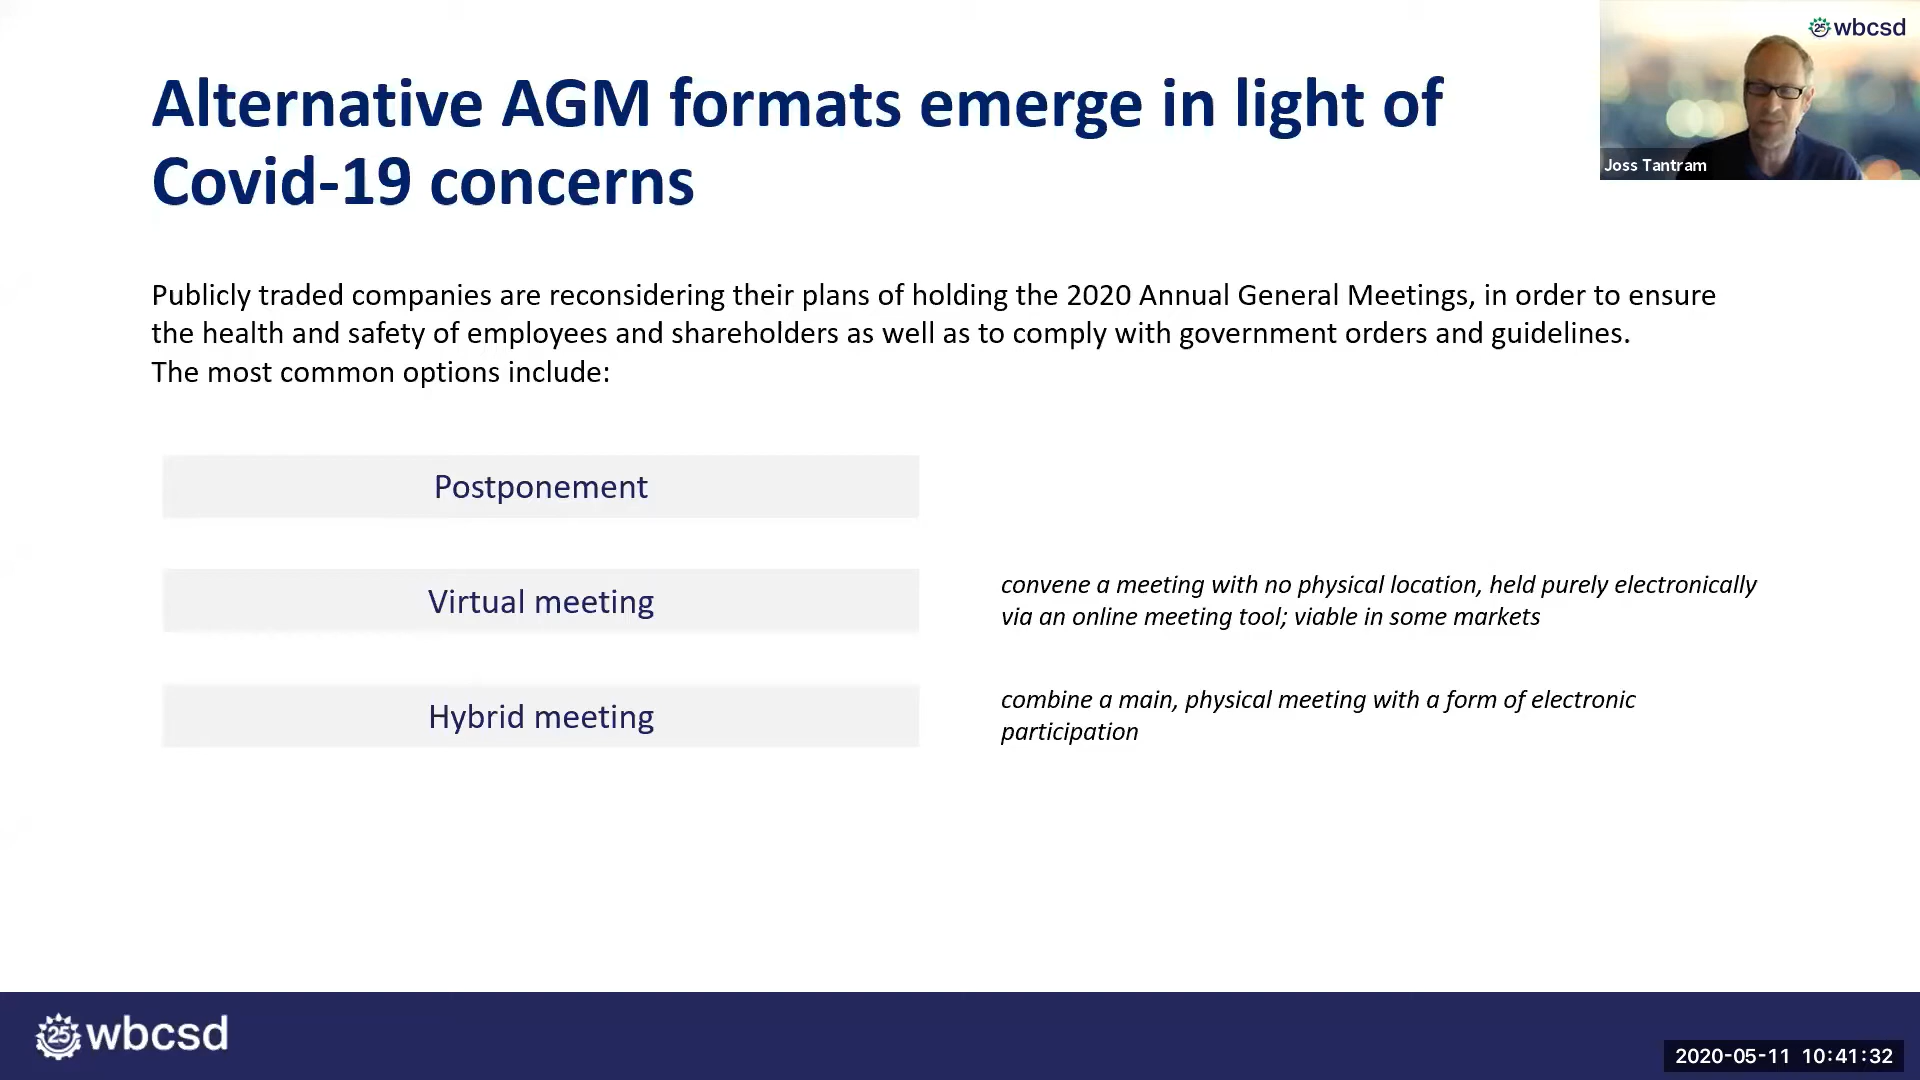 25 wbcsd
Alternative AGM formats emerge in light of
Covid-19 concerns
Joss Tantram
Publicly traded companies are reconsidering their plans of holding the 2020 Annual General Meetings, in order to ensure
the health and safety of employees and shareholders as well as to comply with government orders and guidelines.
The most common options include:
Postponement
Virtual meeting
convene a meeting with no physical location, held purely electronically
via an online meeting tool; viable in some markets
Hybrid meeting
combine a main, physical meeting with a form of electronic
participation
25 wbcsd
2020-05-11 10:41:32